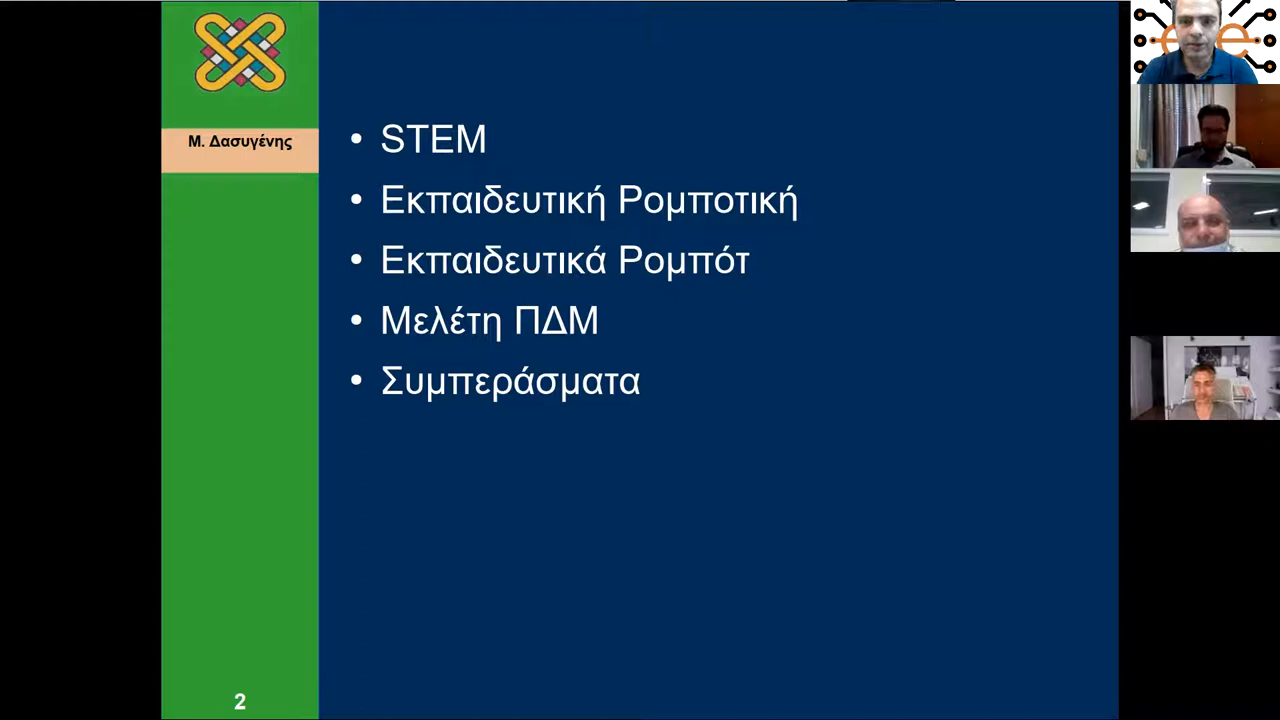 Μ. Δασυγένης
• STEM
• Εκπαιδευτική Ρομποτική
• Εκπαιδευτικά Ρομπότ
• Μελέτη ΠΔΜ
• Συμπεράσματα
2